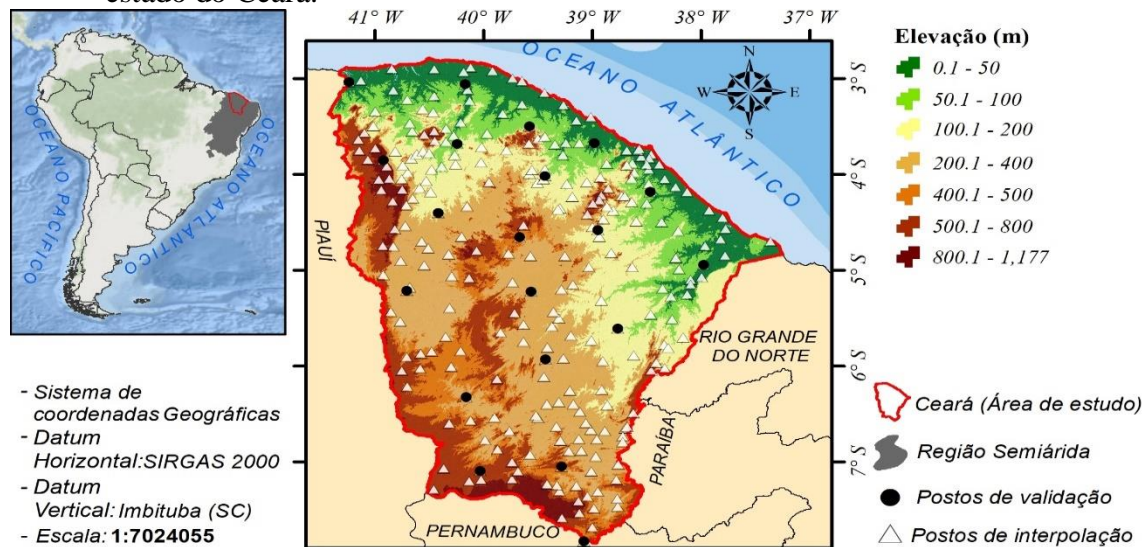 estado do Ceará.
OCEANO PACÍFICO
OCEANO ATLÂNTICO
41° W 40° W 39° W 38° W 37° W
OCEANO ATLÂNTICO
N
W E
S
3°S
4°S
5°S
6°S
7°S
PIAUÍ
RIO GRANDE
DO NORTE
PARAÍBA
PERNAMBUCO
Elevação (m)
0.1 - 50
50.1 - 100
100.1 - 200
200.1 - 400
400.1 - 500
500.1 - 800
800.1 - 1,177
- Sistema de
coordenadas Geográficas
- Datum
Horizontal:SIRGAS 2000
- Datum
Vertical: Imbituba (SC)
- Escala: 1:7024055
Ceará (Área de estudo)
Região Semiárida
Postos de validação
Postos de interpolação